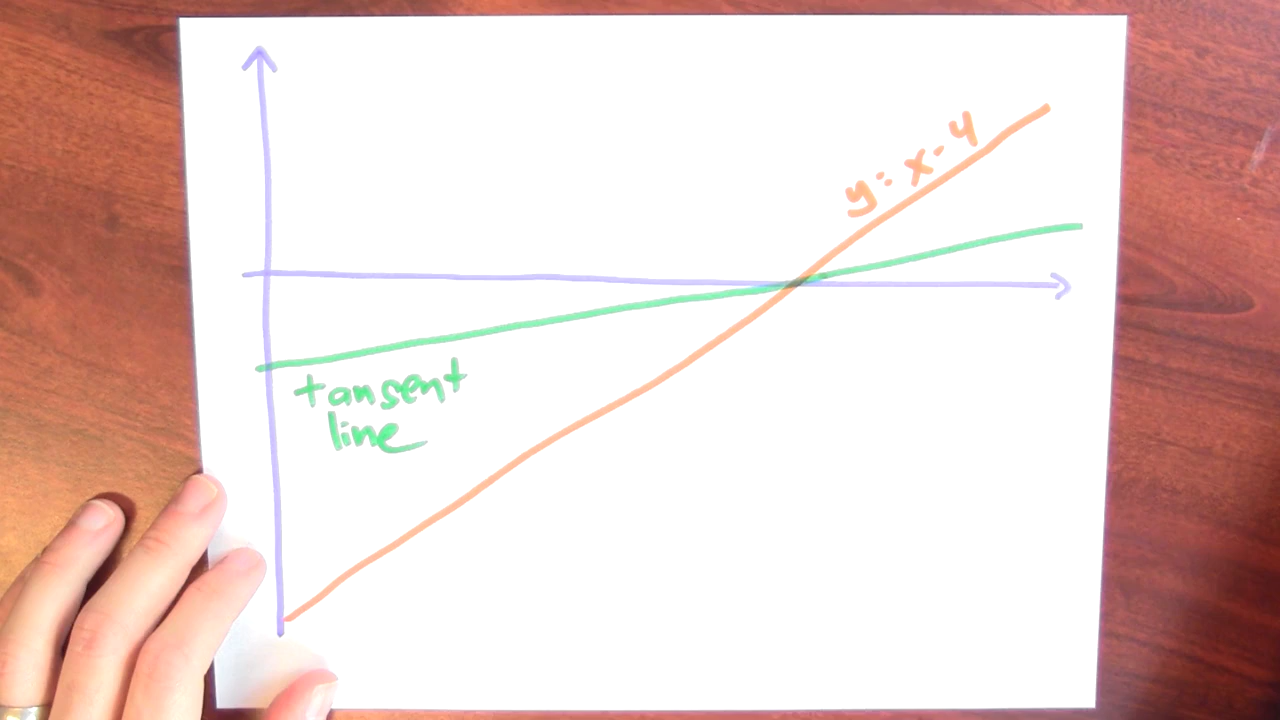 y = x - 4
tangent
line